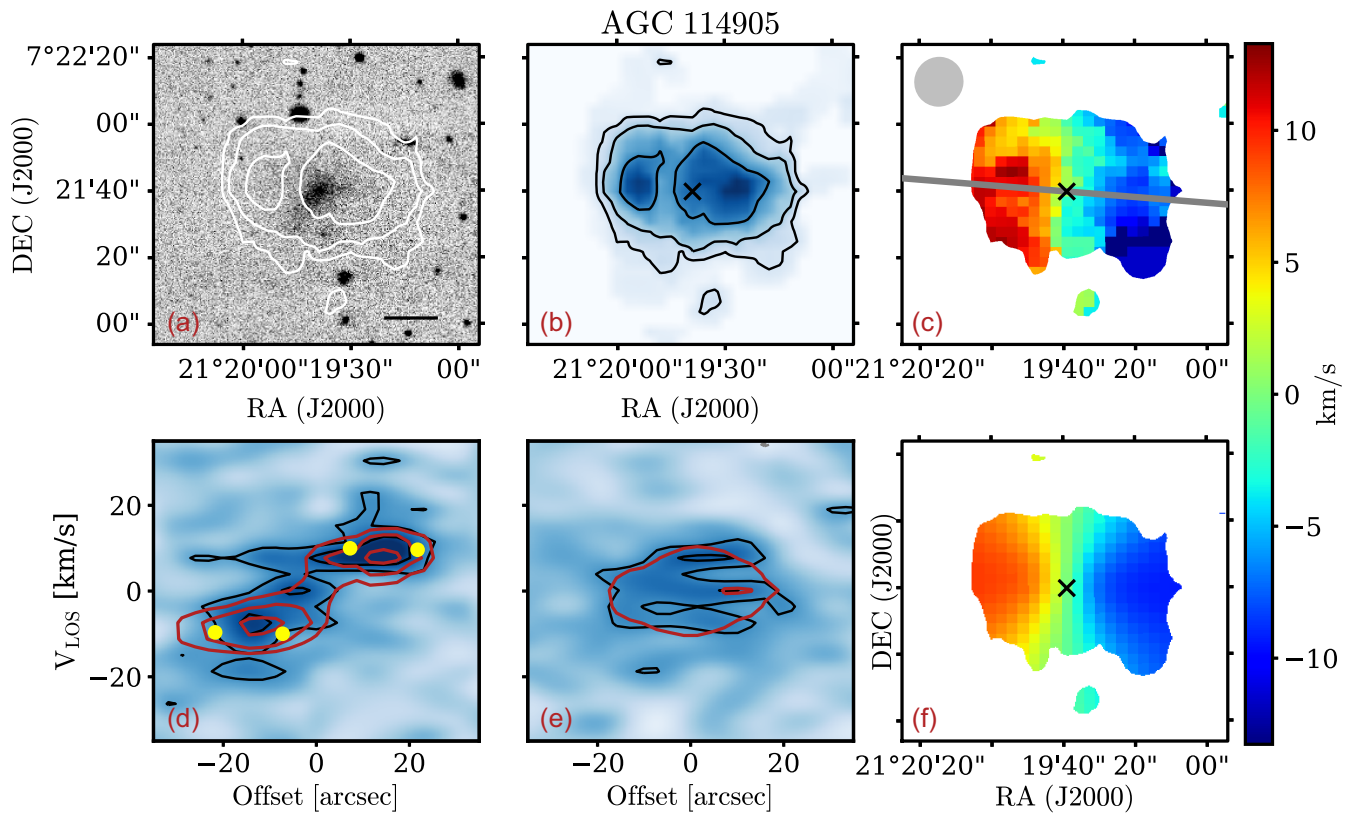 AGC 114905
7°22'20"
00"
21'40"
20"
00"
DEC (J2000)
(a)
21°20'00"19'30" 00"
RA (J2000)
(b)
21°20'00"19'30" 00"
RA (J2000)
(c)
21°20'20" 19'40" 20" 00"
10
5
0
−5
−10
km/s
20
0
−20
V_LOS [km/s]
(d)
−20 0 20
Offset [arcsec]
(e)
−20 0 20
Offset [arcsec]
DEC (J2000)
(f)
21°20'20" 19'40" 20" 00"
RA (J2000)